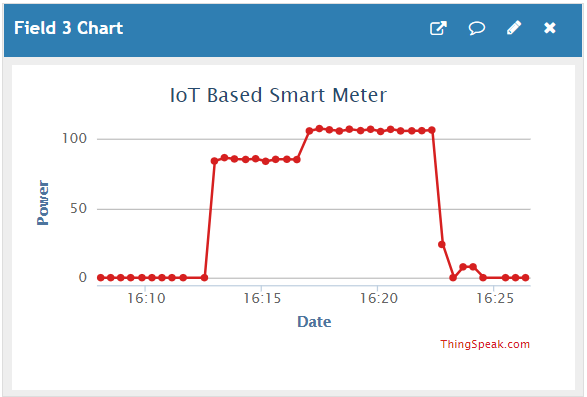 Field 3 Chart
IoT Based Smart Meter
100
50
0
Power
16:10 16:15 16:20 16:25
Date
ThingSpeak.com